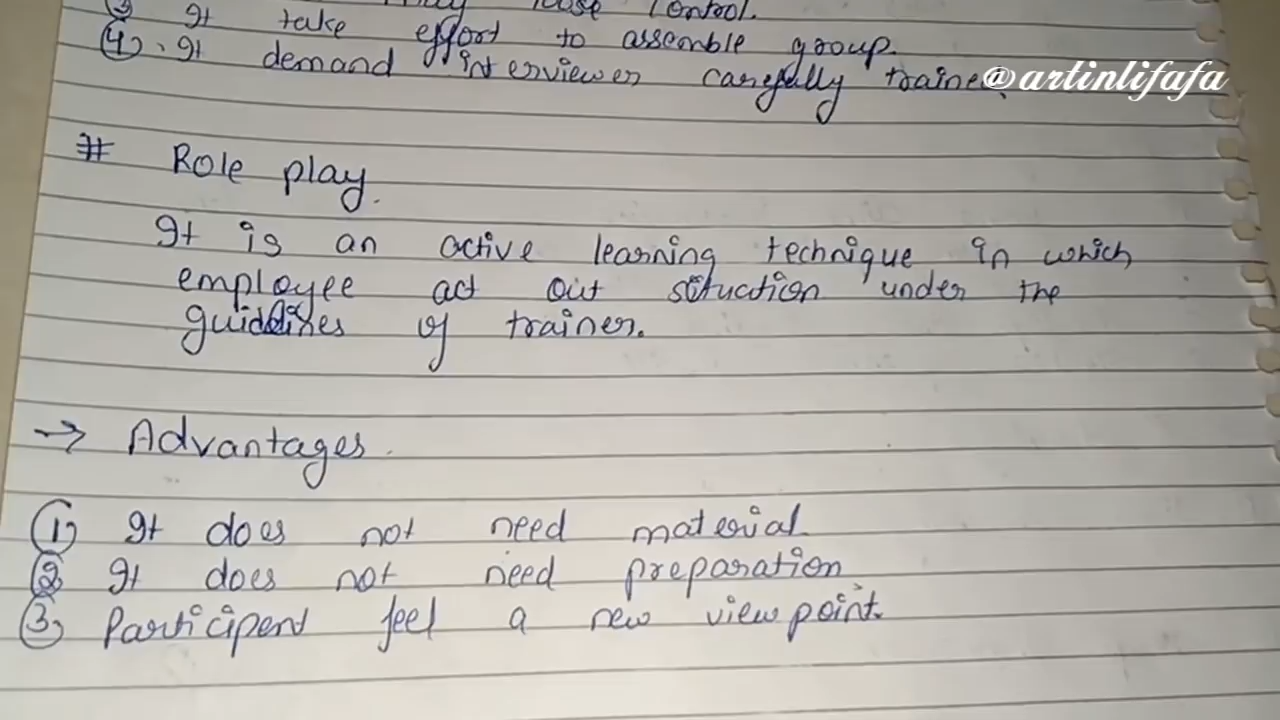 ③ It take effort to assemble group.
④. It demand interviewer carefully trained.
@artinlifafa
# Role play.
It is an active learning technique in which
employee act out situction under the
guidelines of trainer.
→ Advantages.
① It does not need material.
② It does not need preparation
③ Participent feel a new view point.